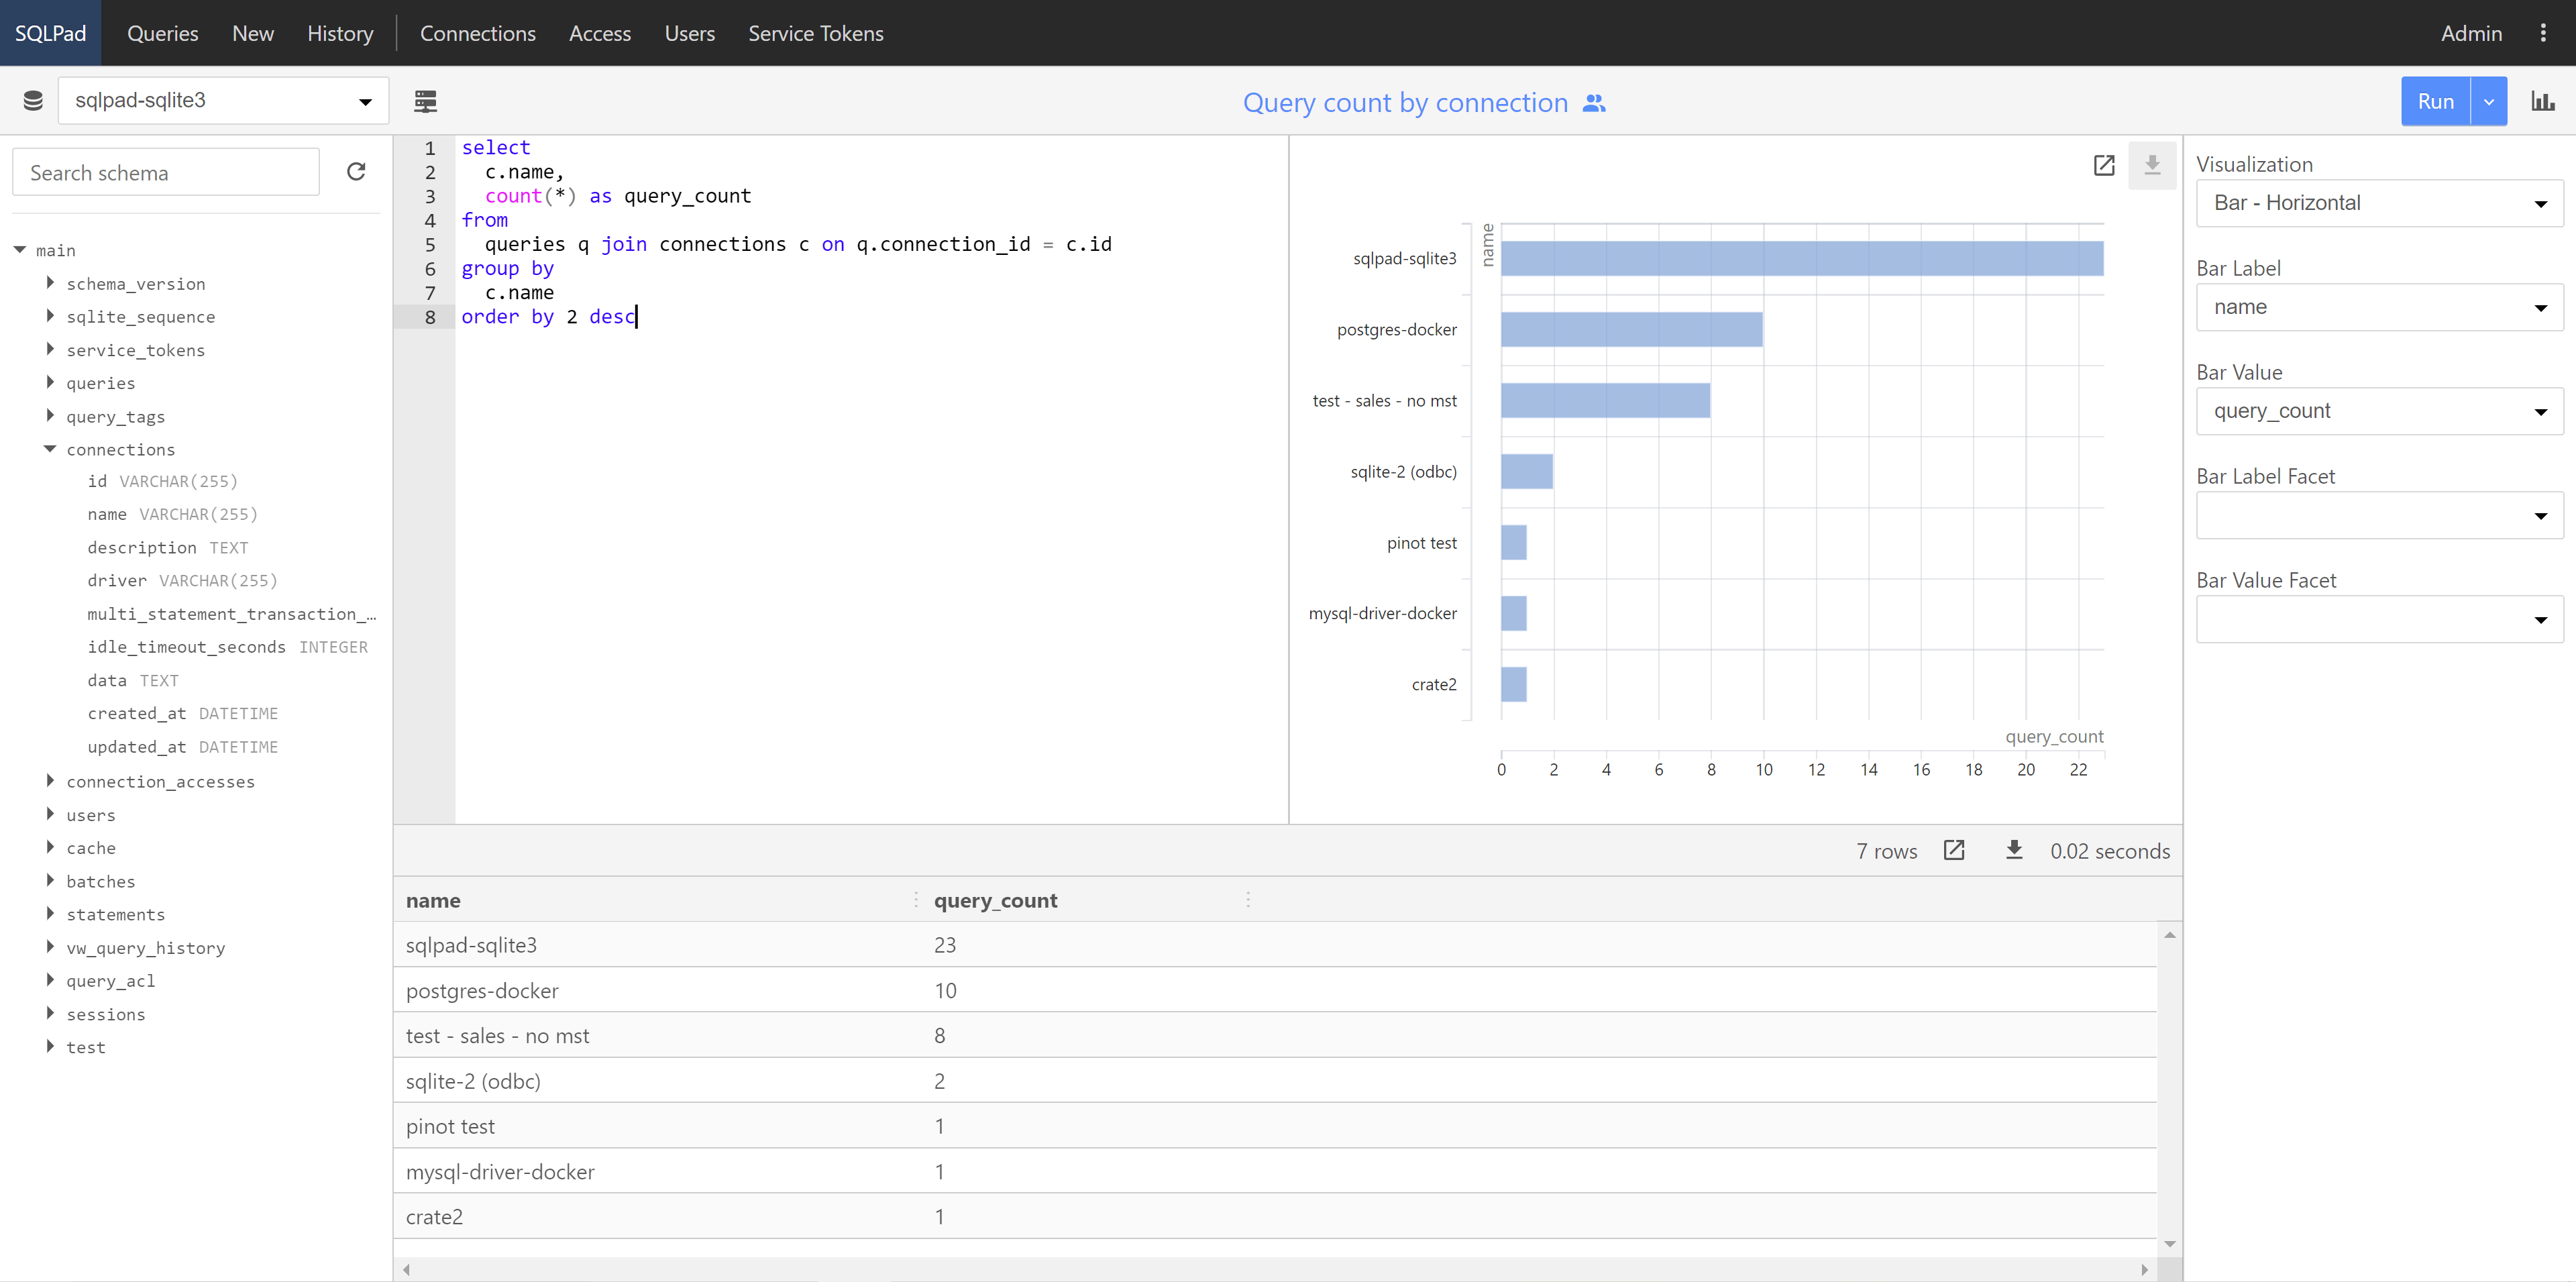 SQLPad Queries New History Connections Access Users Service Tokens Admin
sqlpad-sqlite3 Query count by connection Run
Search schema
main
schema_version
sqlite_sequence
service_tokens
queries
query_tags
connections
id VARCHAR(255)
name VARCHAR(255)
description TEXT
driver VARCHAR(255)
multi_statement_transaction_…
idle_timeout_seconds INTEGER
data TEXT
created_at DATETIME
updated_at DATETIME
connection_accesses
users
cache
batches
statements
vw_query_history
query_acl
sessions
test
1 select
2 c.name,
3 count(*) as query_count
4 from
5 queries q join connections c on q.connection_id = c.id
6 group by
7 c.name
8 order by 2 desc
name
sqlpad-sqlite3
postgres-docker
test - sales - no mst
sqlite-2 (odbc)
pinot test
mysql-driver-docker
crate2
query_count
0 2 4 6 8 10 12 14 16 18 20 22
Visualization
Bar - Horizontal
Bar Label
name
Bar Value
query_count
Bar Label Facet
Bar Value Facet
7 rows 0.02 seconds
name query_count
sqlpad-sqlite3 23
postgres-docker 10
test - sales - no mst 8
sqlite-2 (odbc) 2
pinot test 1
mysql-driver-docker 1
crate2 1